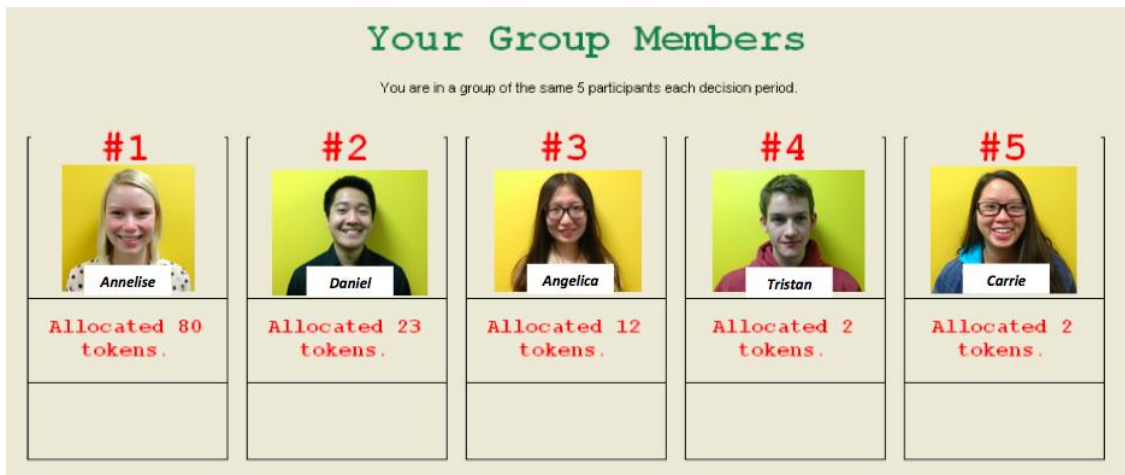 Your Group Members
You are in a group of the same 5 participants each decision period.
#1 #2 #3 #4 #5
Annelise Daniel Angelica Tristan Carrie
Allocated 80 Allocated 23 Allocated 12 Allocated 2 Allocated 2
tokens. tokens. tokens. tokens. tokens.